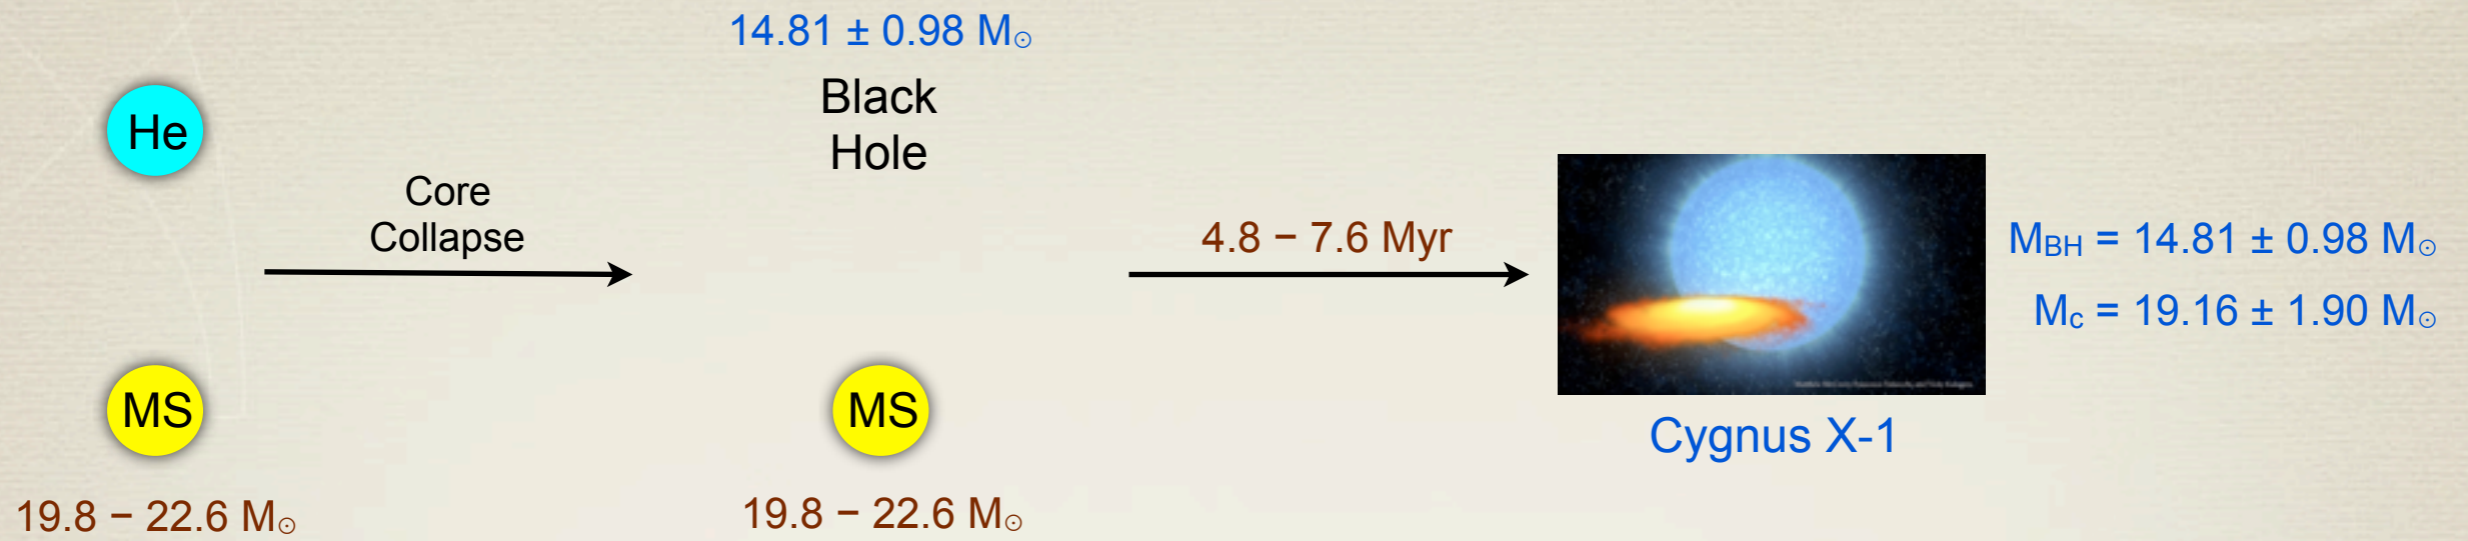 He
MS
19.8 − 22.6 M☉
Core
Collapse
14.81 ± 0.98 M☉
Black
Hole
MS
19.8 − 22.6 M☉
4.8 − 7.6 Myr
Cygnus X-1
MBH = 14.81 ± 0.98 M☉
Mc = 19.16 ± 1.90 M☉